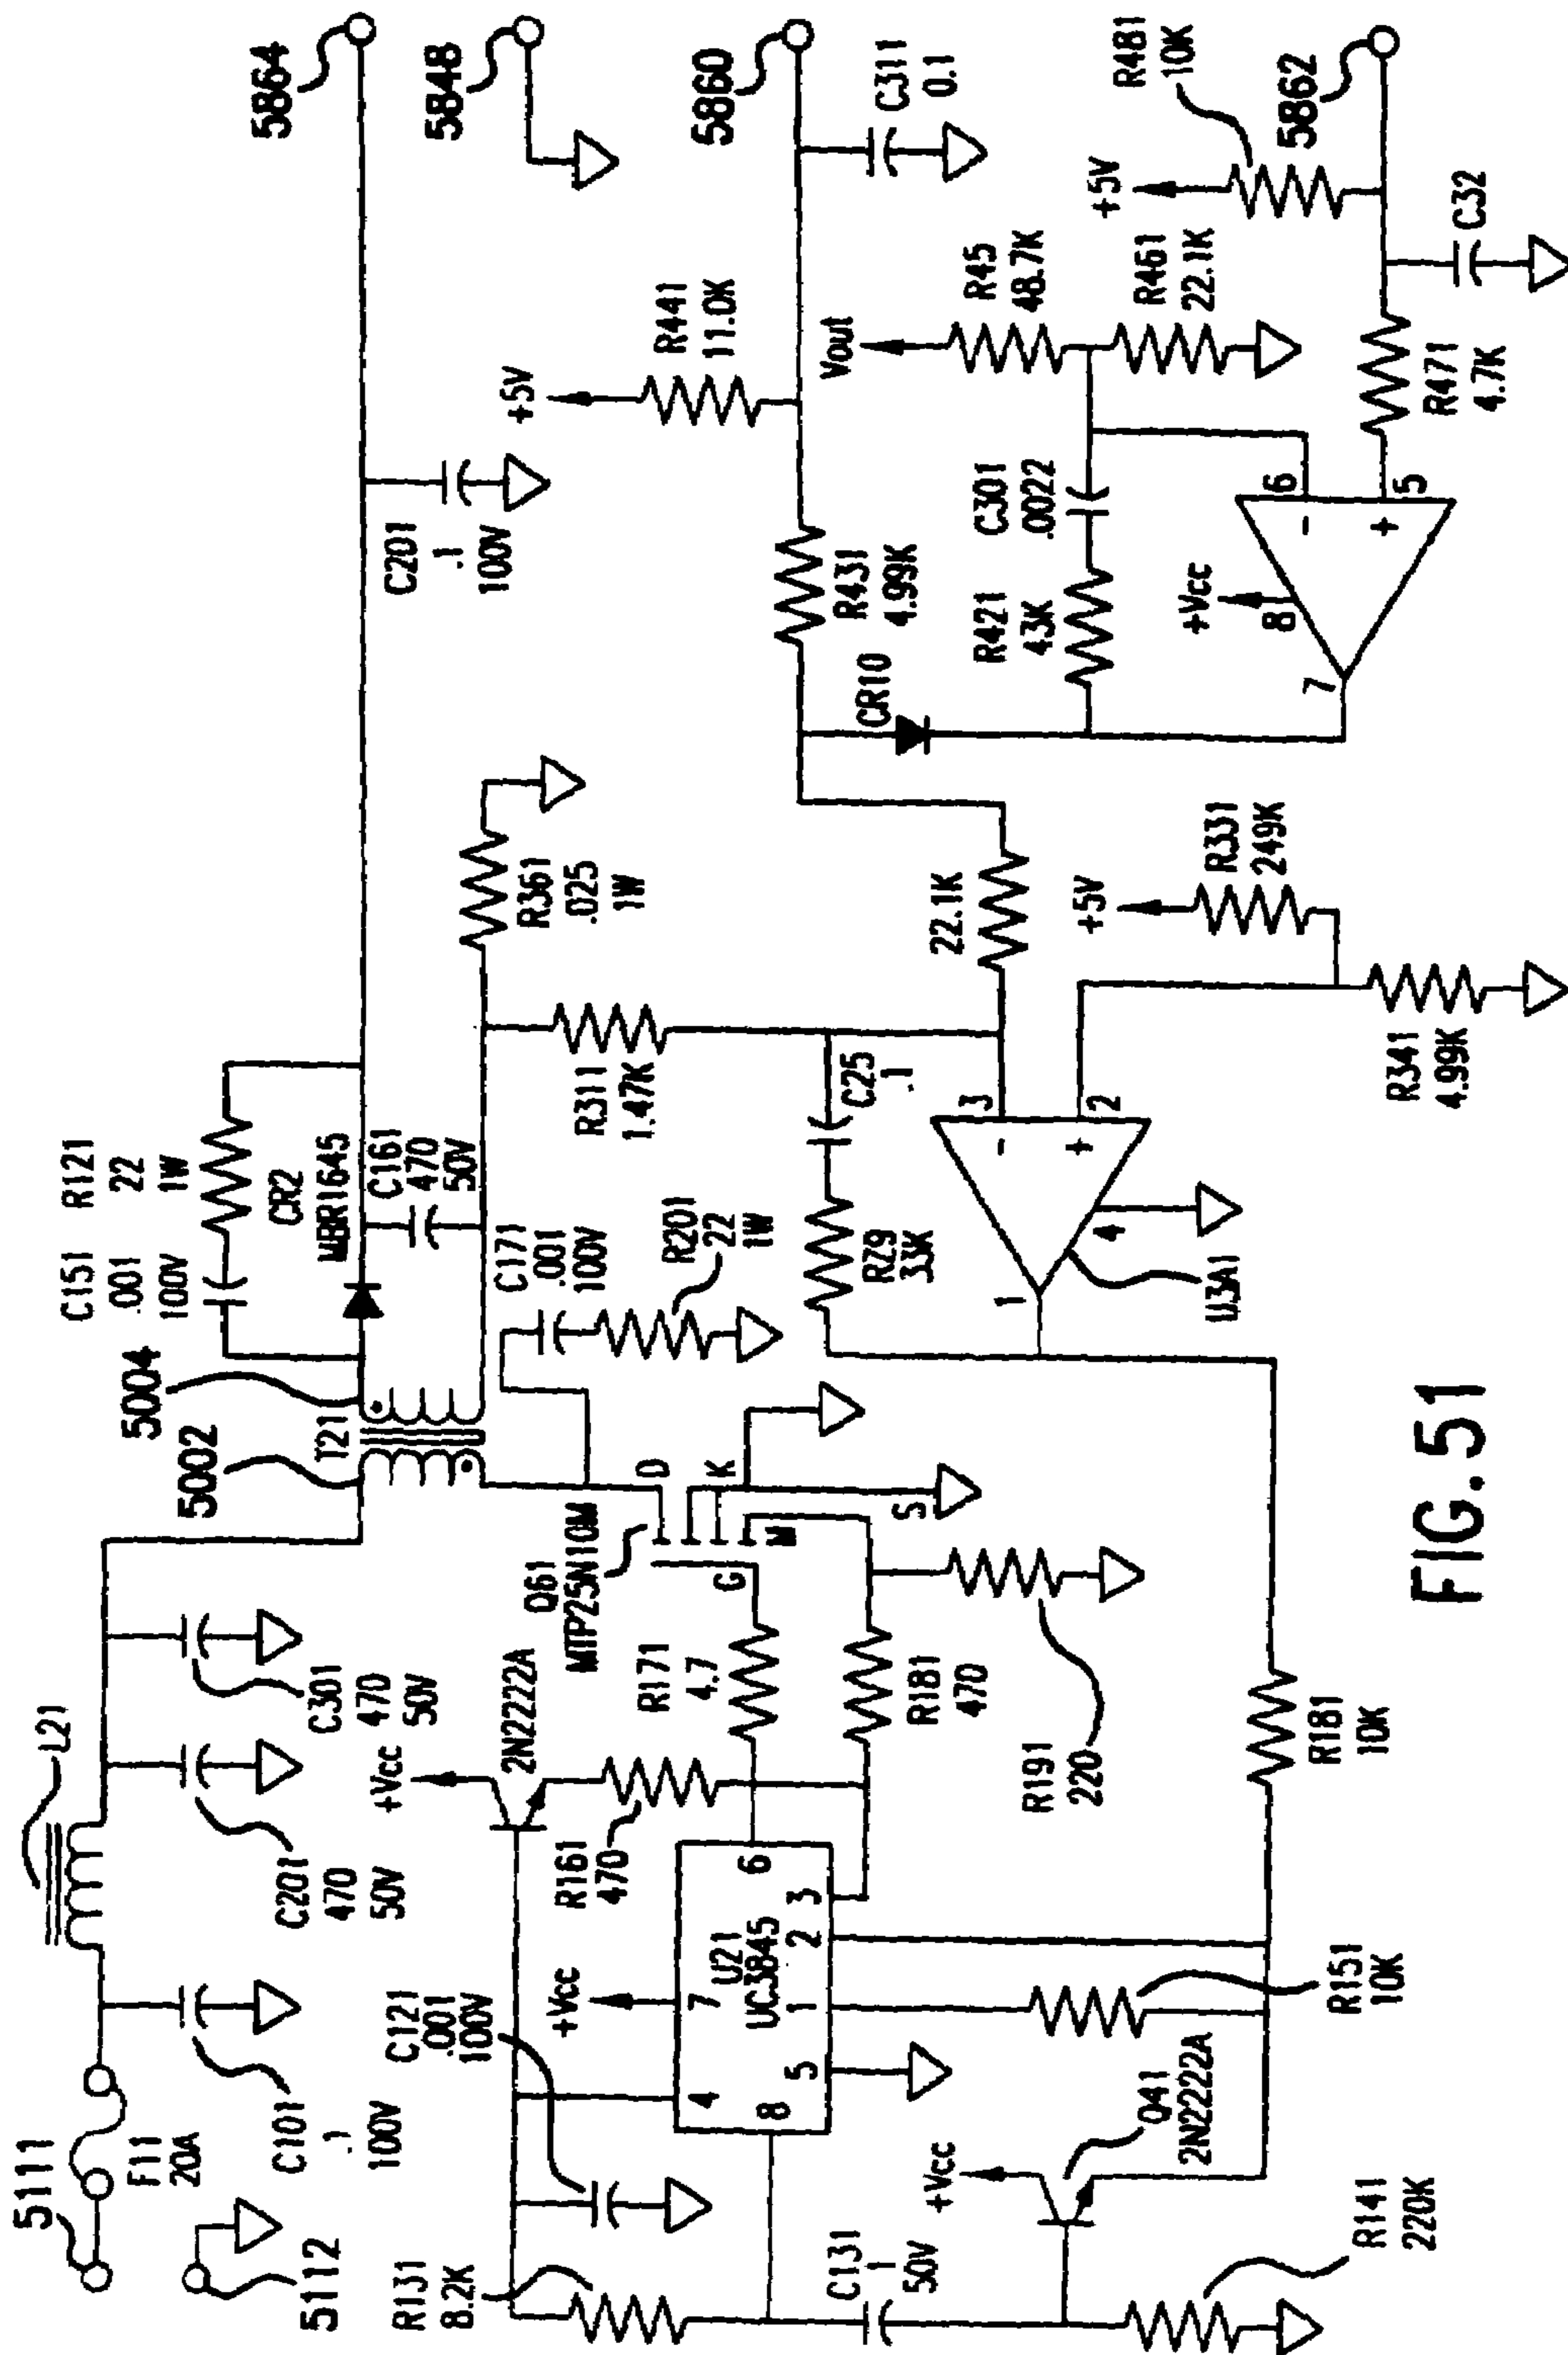 5111
F11
20A
5112
C101
.1
100V
L21
C201
470
50V
C301
470
50V
5002
5004
T21
C151
.001
100V
R121
22
1W
CR2
MBR1645
C161
470
50V
C201
.1
100V
5864
5848
R361
.025
1W
+5V
R441
11.0K
5860
C311
0.1
C121
.001
100V
+Vcc
2N2222A
Q61
MTP25N10M
D
K
G
M
S
C171
.001
100V
R201
22
1W
R311
1.47K
R131
8.2K
+Vcc
R161
470
R171
4.7
R181
470
R191
220
4
7
6
U21
UC3845
8
5
1
2
3
R79
33K
C25
.1
22.1K
CR10
R431
4.99K
R421
43K
C301
.0022
Vout
R45
48.7K
R461
22.1K
+5V
R481
10K
5862
C131
1
50V
+Vcc
Q41
2N2222A
R141
220K
R151
10K
R181
10K
1
3
-
2
+
4
U3A1
+5V
R331
249K
R341
4.99K
+Vcc
8
7
6
-
5
+
R471
4.7K
C32
FIG. 51